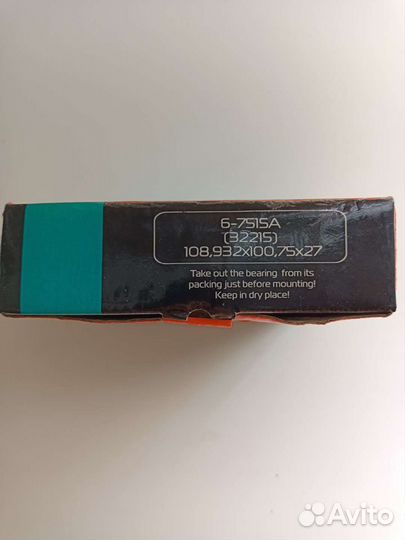 6-7515A
(32215)
108,932x100,75x27
Take out the bearing from its
packing just before mounting!
Keep in dry place!
Avito